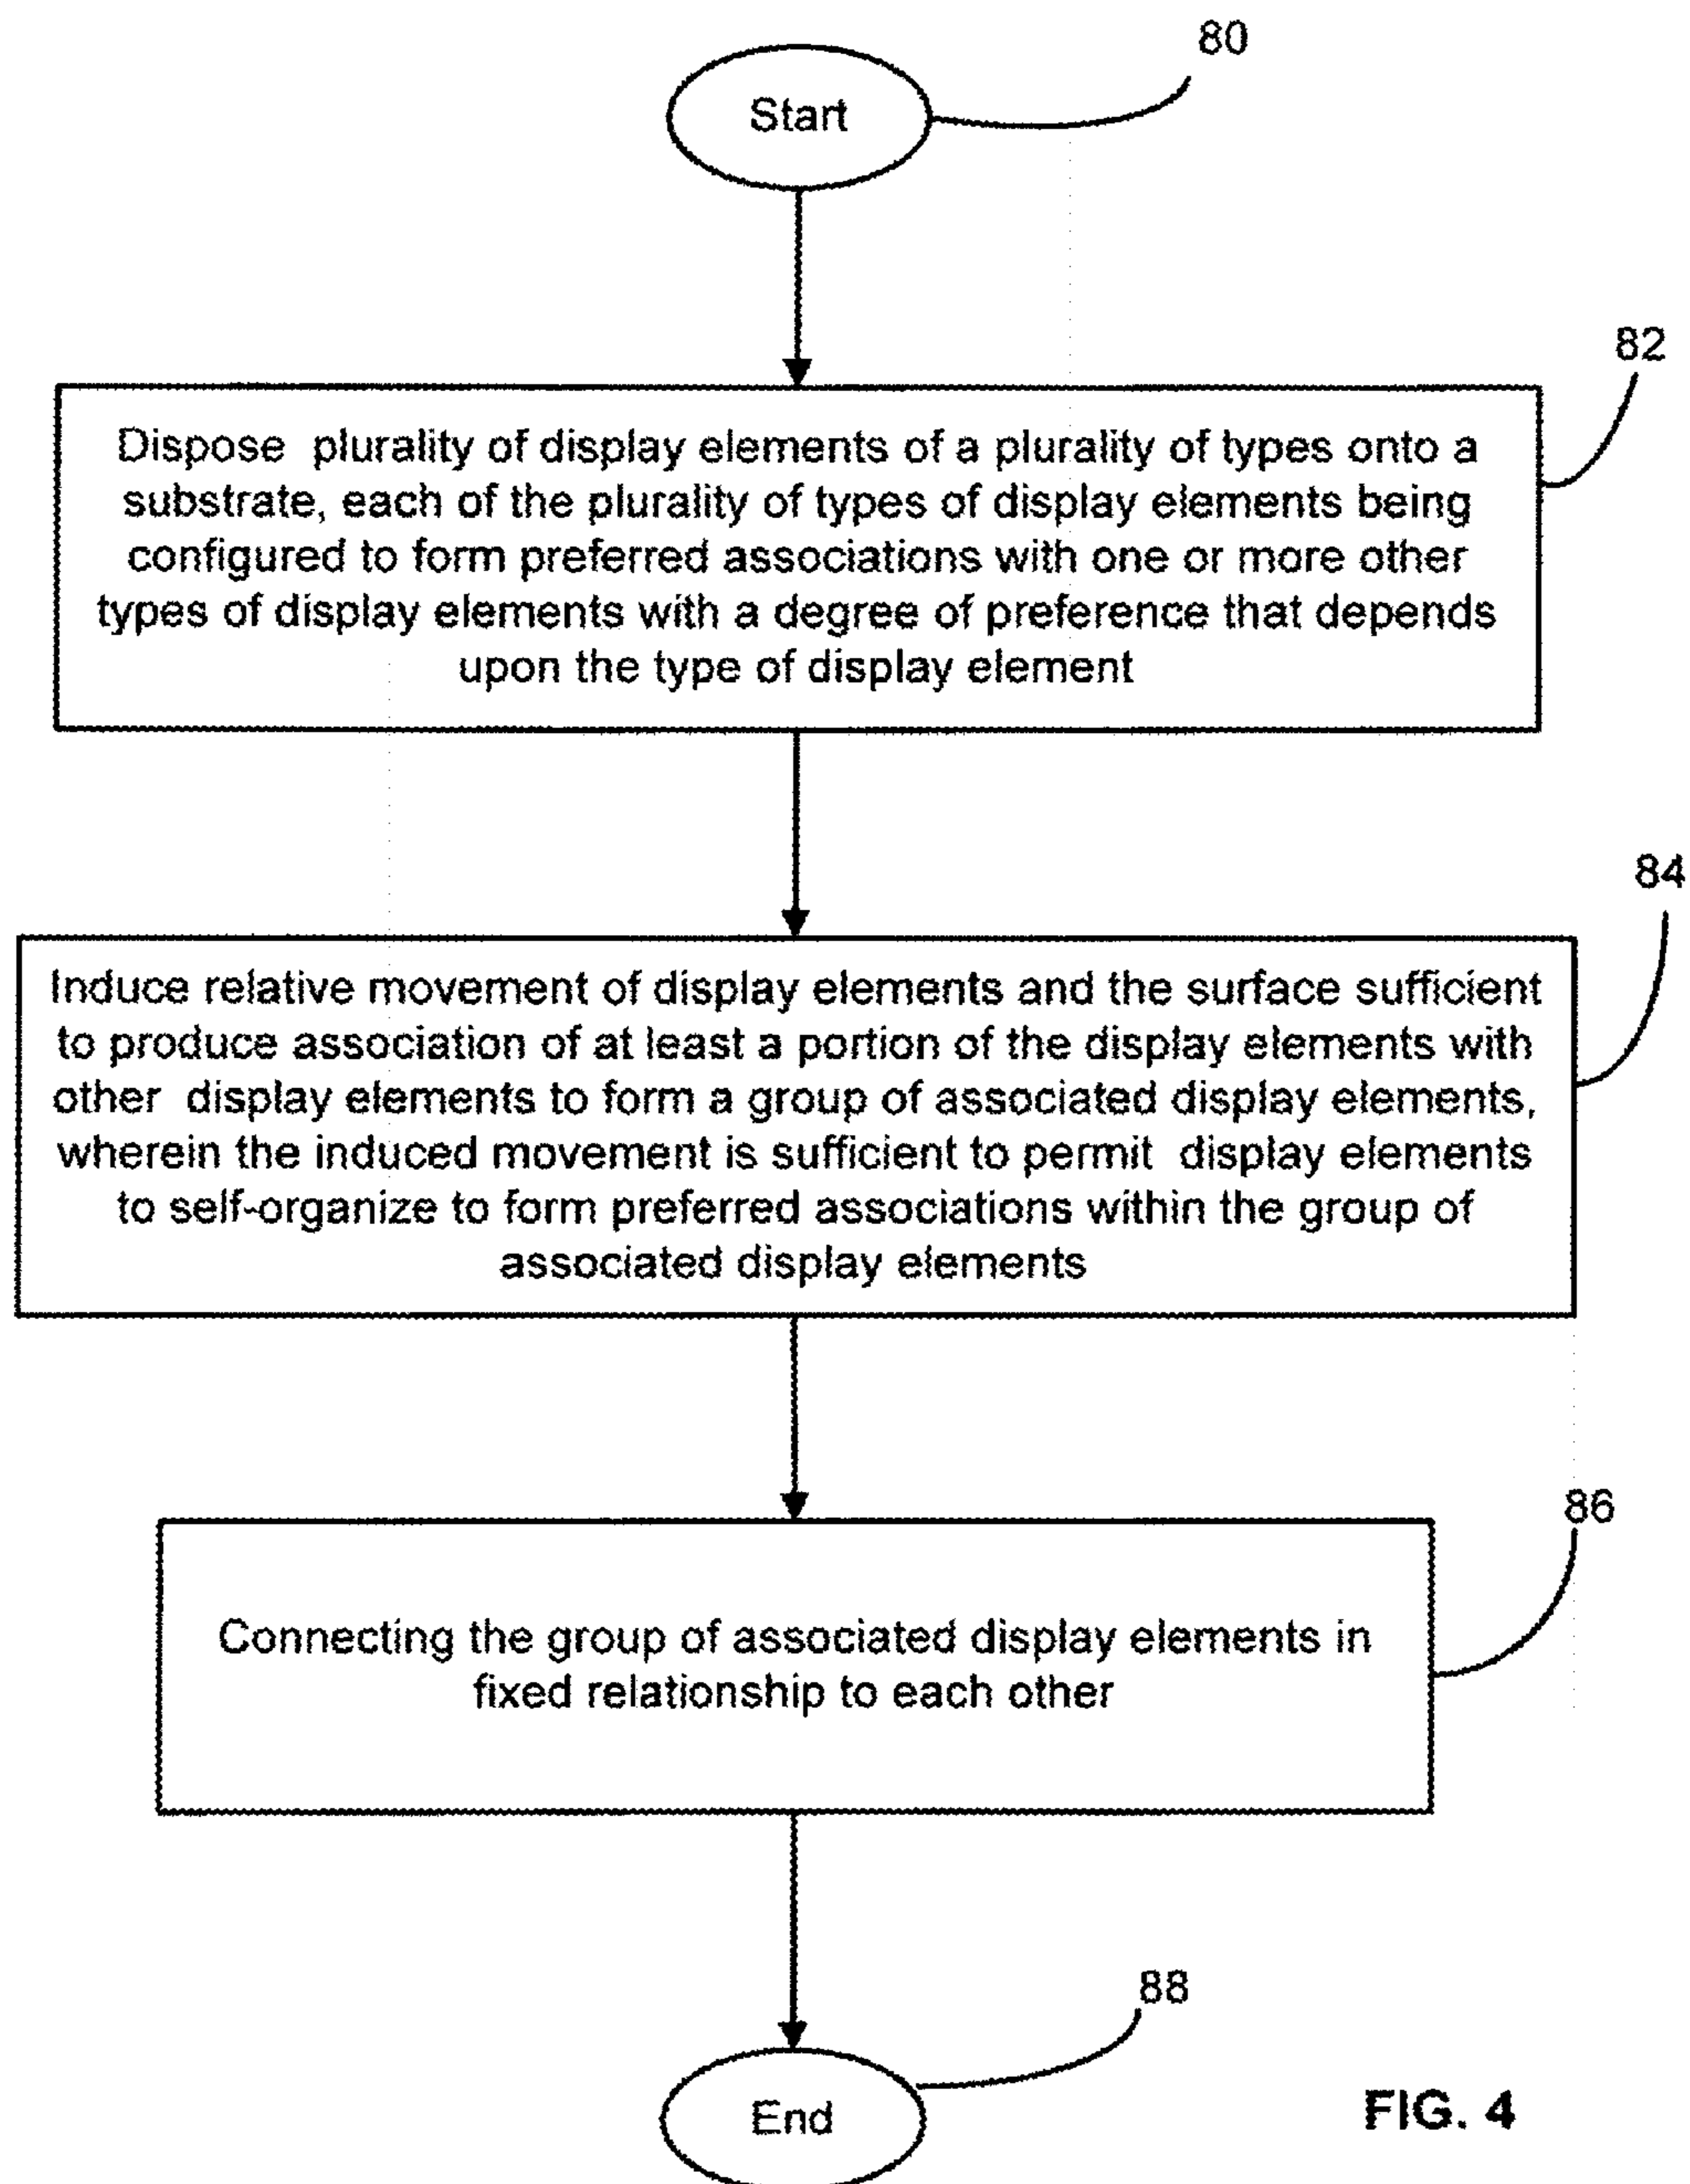 80
Start
82
Dispose plurality of display elements of a plurality of types onto a
substrate, each of the plurality of types of display elements being
configured to form preferred associations with one or more other
types of display elements with a degree of preference that depends
upon the type of display element
84
Induce relative movement of display elements and the surface sufficient
to produce association of at least a portion of the display elements with
other display elements to form a group of associated display elements,
wherein the induced movement is sufficient to permit display elements
to self-organize to form preferred associations within the group of
associated display elements
86
Connecting the group of associated display elements in
fixed relationship to each other
88
End
FIG. 4